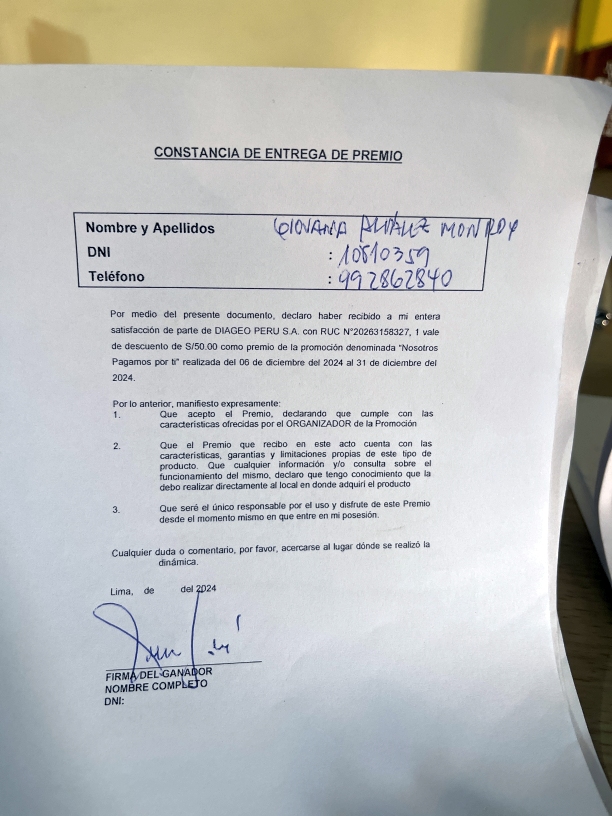 CONSTANCIA DE ENTREGA DE PREMIO
Nombre y Apellidos GIOVANA MONROY
DNI : 10810359
Teléfono : 992862840
Por medio del presente documento, declaro haber recibido a mi entera
satisfacción de parte de DIAGEO PERU S.A. con RUC N°20263158327, 1 vale
de descuento de S/50.00 como premio de la promoción denominada "Nosotros
Pagamos por ti" realizada del 06 de diciembre del 2024 al 31 de diciembre del
2024.
Por lo anterior, manifiesto expresamente:
1. Que acepto el Premio, declarando que cumple con las
características ofrecidas por el ORGANIZADOR de la Promoción
2. Que el Premio que recibo en este acto cuenta con las
características, garantías y limitaciones propias de este tipo de
producto. Que cualquier información y/o consulta sobre el
funcionamiento del mismo, declaro que tengo conocimiento que la
debo realizar directamente al local en donde adquirí el producto
3. Que seré el único responsable por el uso y disfrute de este Premio
desde el momento mismo en que entre en mi posesión.
Cualquier duda o comentario, por favor, acercarse al lugar dónde se realizó la
dinámica.
Lima, de del 2024
FIRMA DEL GANADOR
NOMBRE COMPLETO
DNI: